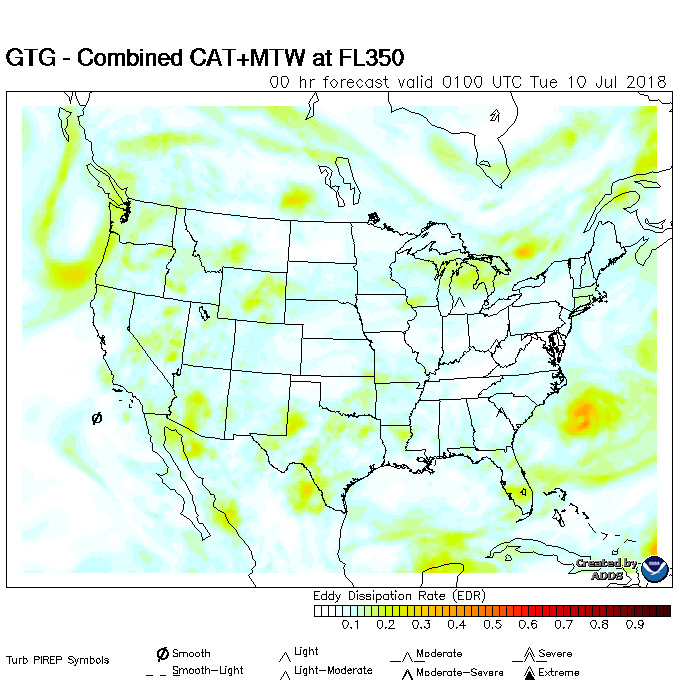 GTG - Combined CAT+MTW at FL350
00 hr forecast valid 0100 UTC Tue 10 Jul 2018
Created by
ADDS
Eddy Dissipation Rate (EDR)
0.1 0.2 0.3 0.4 0.5 0.6 0.7 0.8 0.9
Turb PIREP Symbols
Smooth Light Moderate Severe
Smooth-Light Light-Moderate Moderate-Severe Extreme